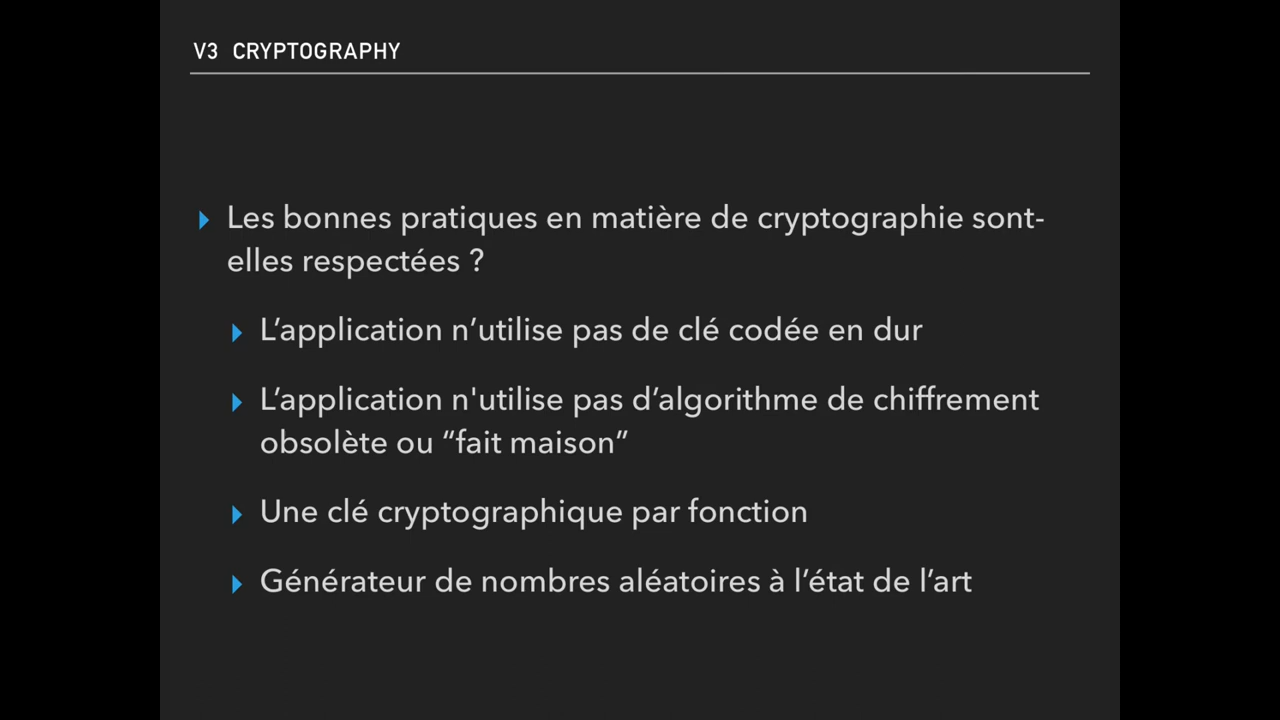 V3 CRYPTOGRAPHY
Les bonnes pratiques en matière de cryptographie sont-
elles respectées ?
L’application n’utilise pas de clé codée en dur
L’application n'utilise pas d’algorithme de chiffrement
obsolète ou “fait maison”
Une clé cryptographique par fonction
Générateur de nombres aléatoires à l’état de l’art